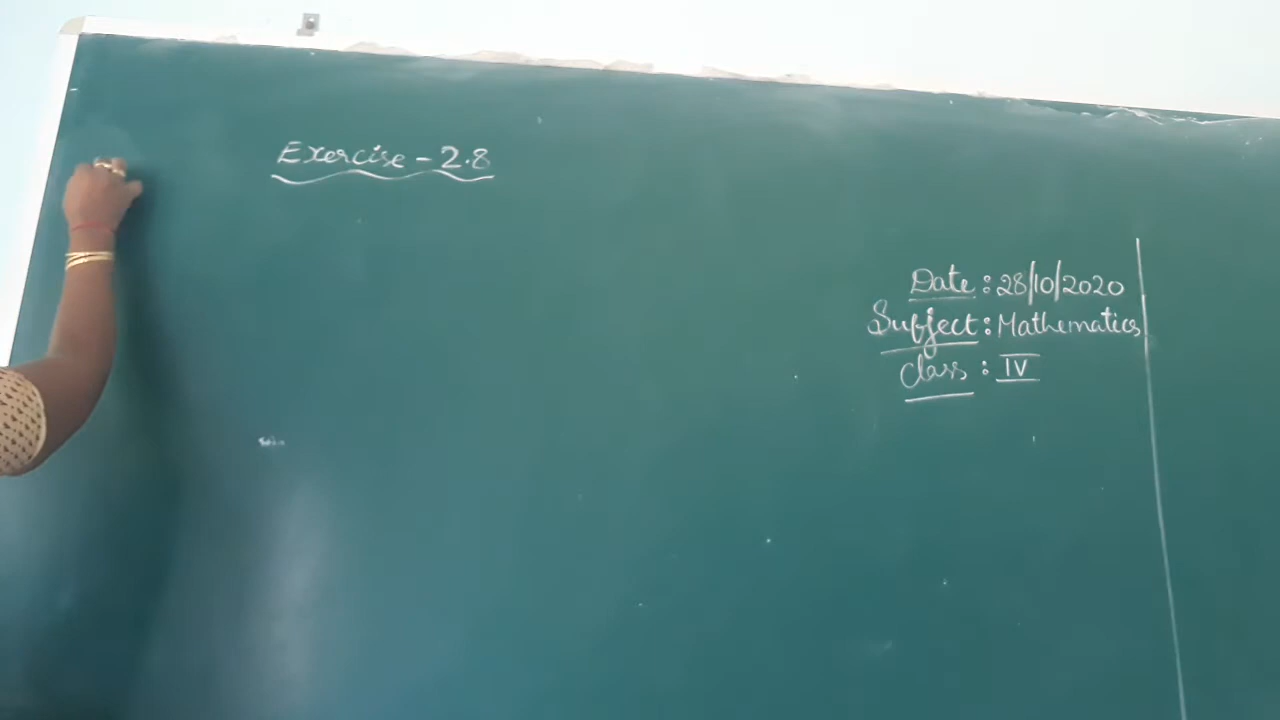 Exercise - 2.8
Date : 28/10/2020
Subject : Mathematics
Class : IV